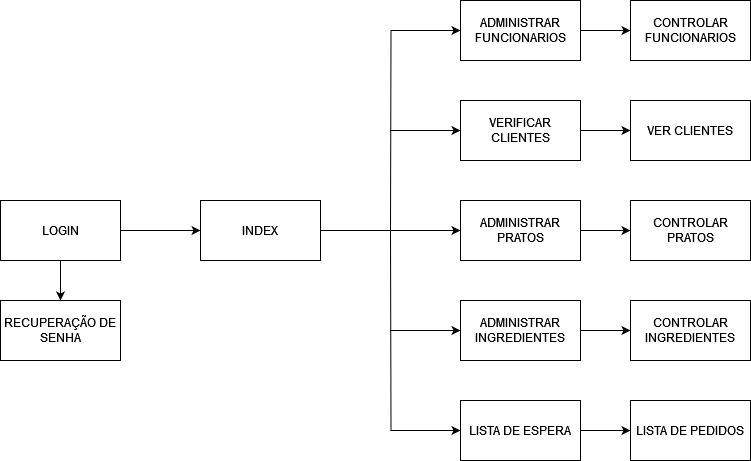 ADMINISTRAR
FUNCIONARIOS
CONTROLAR
FUNCIONARIOS
VERIFICAR
CLIENTES
VER CLIENTES
LOGIN
INDEX
ADMINISTRAR
PRATOS
CONTROLAR
PRATOS
RECUPERAÇÃO DE
SENHA
ADMINISTRAR
INGREDIENTES
CONTROLAR
INGREDIENTES
LISTA DE ESPERA
LISTA DE PEDIDOS